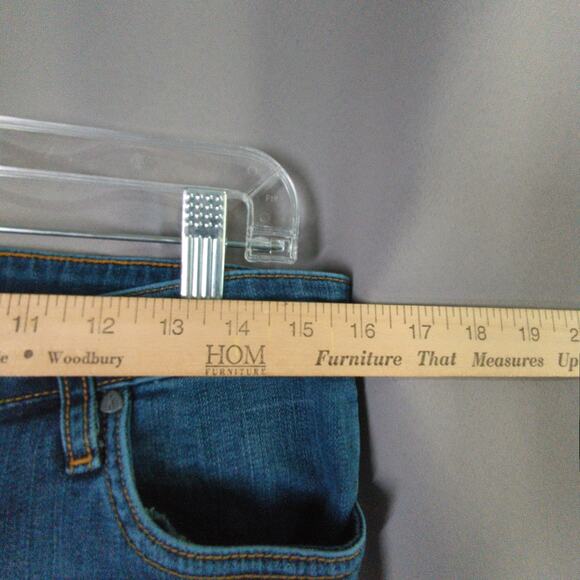 11 12 13 14 15 16 17 18 19
Woodbury HOM Furniture That Measures Up
FURNITURE